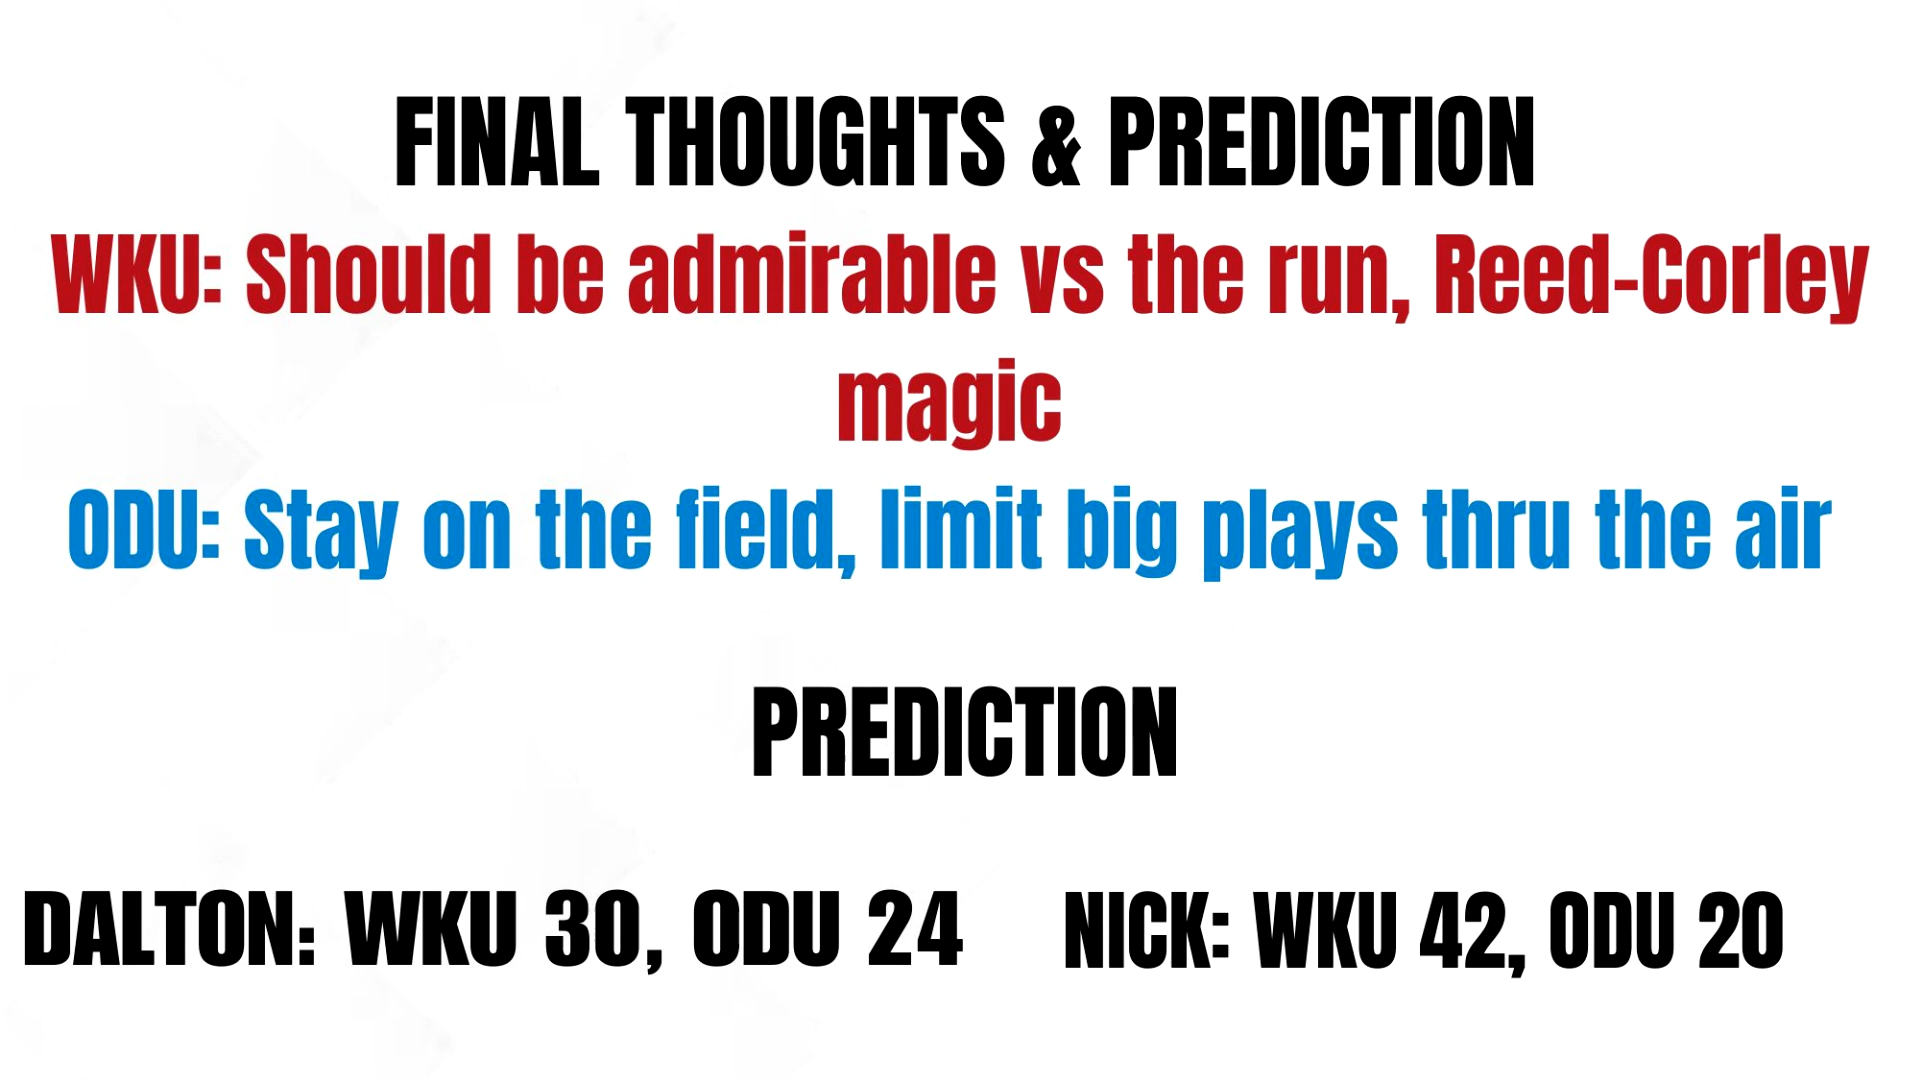 FINAL THOUGHTS & PREDICTION
WKU: Should be admirable vs the run, Reed-Corley
magic
ODU: Stay on the field, limit big plays thru the air
PREDICTION
DALTON: WKU 30, ODU 24
NICK: WKU 42, ODU 20